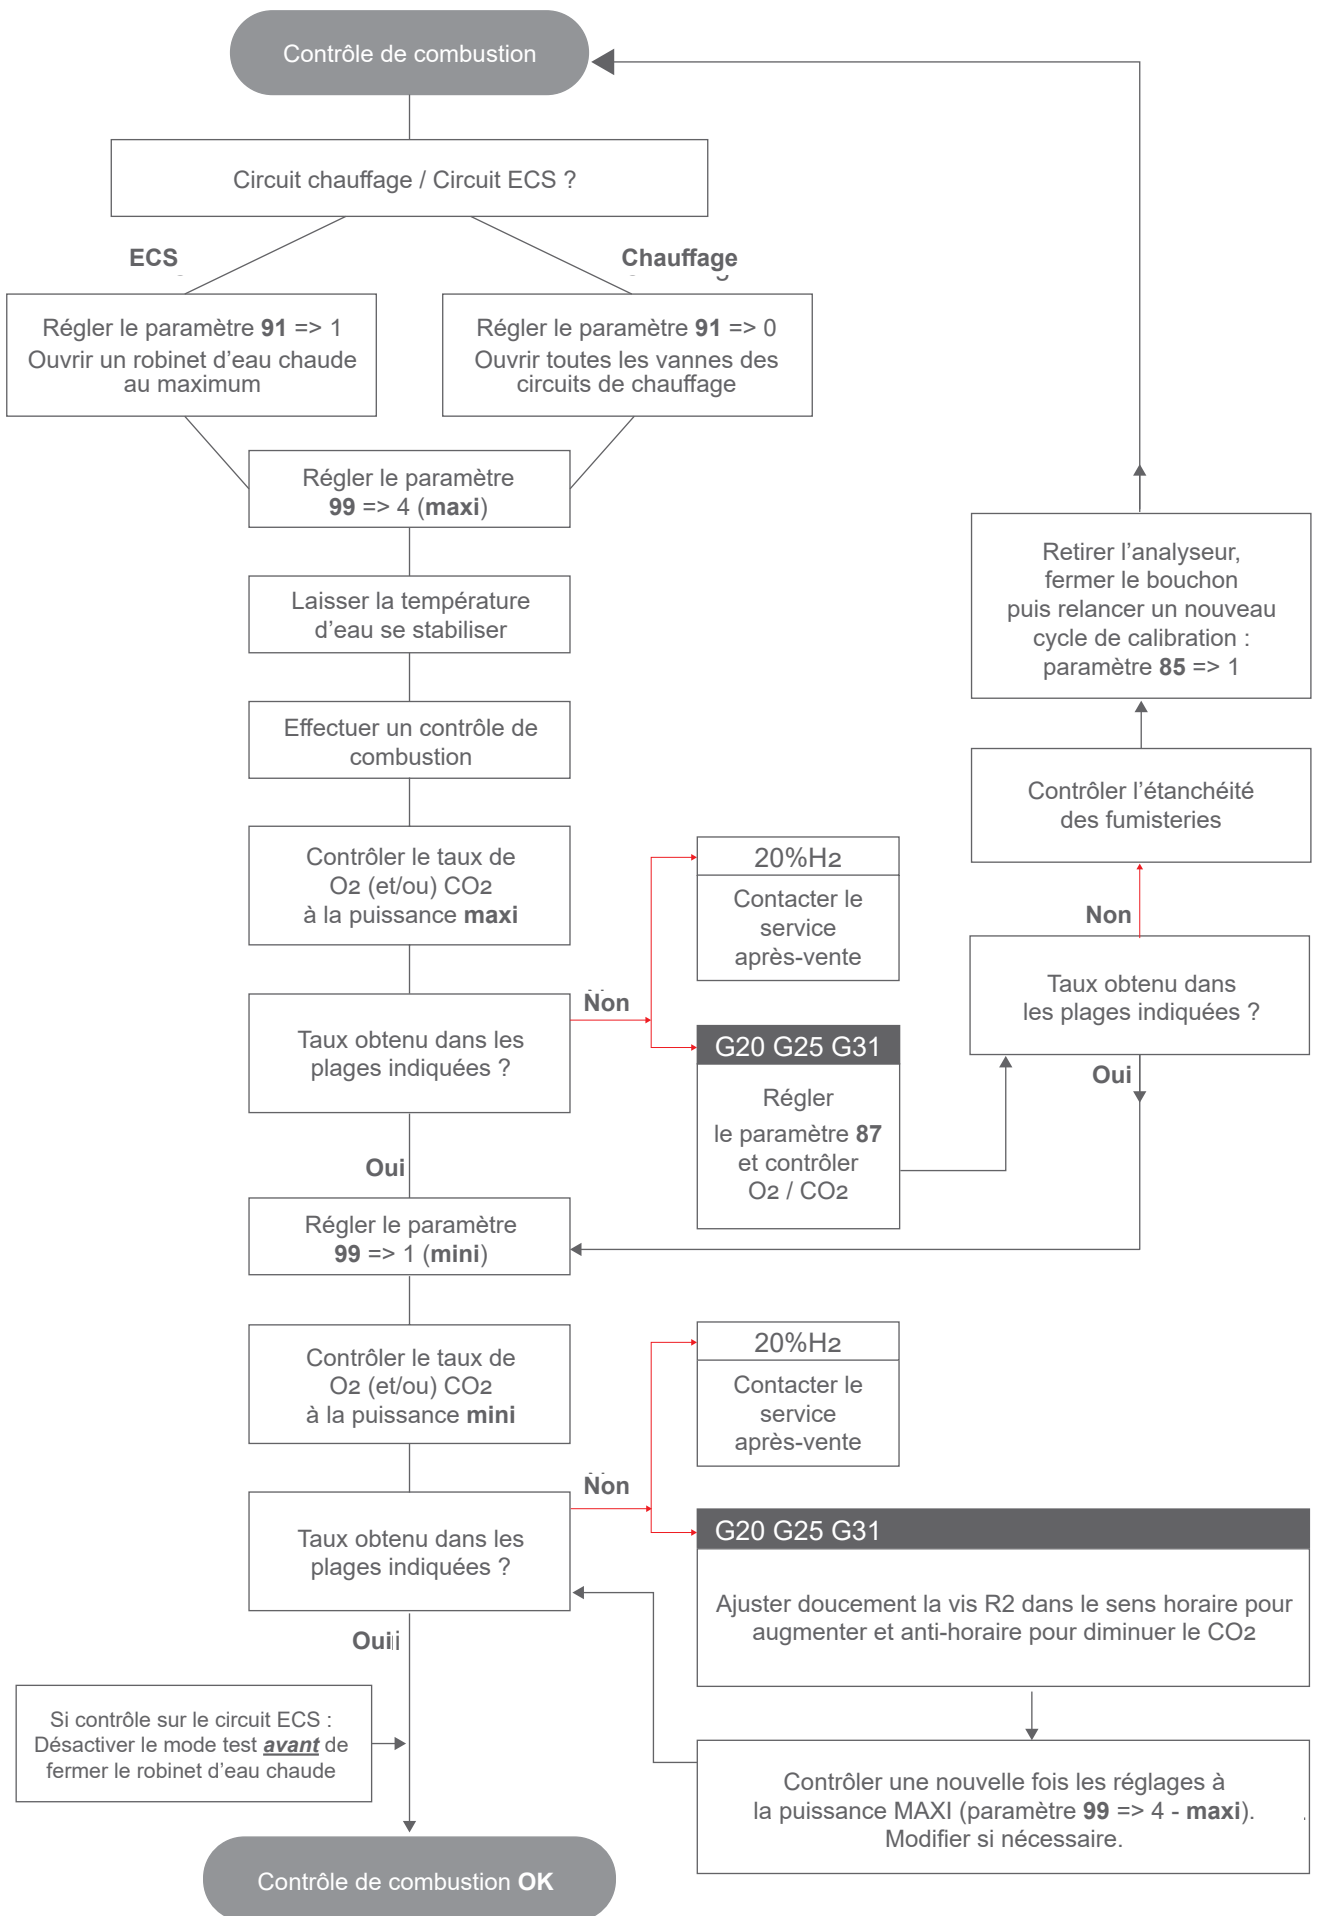 Contrôle de combustion
Circuit chauffage / Circuit ECS ?
ECS
Chauffage
Régler le paramètre 91 => 1
Ouvrir un robinet d'eau chaude
au maximum
Régler le paramètre 91 => 0
Ouvrir toutes les vannes des
circuits de chauffage
Régler le paramètre
99 => 4 (maxi)
Laisser la température
d'eau se stabiliser
Effectuer un contrôle de
combustion
Contrôler le taux de
O2 (et/ou) CO2
à la puissance maxi
Taux obtenu dans les
plages indiquées ?
Non
20%H2
Contacter le
service
après-vente
G20 G25 G31
Régler
le paramètre 87
et contrôler
O2 / CO2
Retirer l'analyseur,
fermer le bouchon
puis relancer un nouveau
cycle de calibration :
paramètre 85 => 1
Contrôler l'étanchéité
des fumisteries
Non
Taux obtenu dans
les plages indiquées ?
Oui
Oui
Régler le paramètre
99 => 1 (mini)
Contrôler le taux de
O2 (et/ou) CO2
à la puissance mini
Taux obtenu dans les
plages indiquées ?
Non
20%H2
Contacter le
service
après-vente
G20 G25 G31
Ajuster doucement la vis R2 dans le sens horaire pour
augmenter et anti-horaire pour diminuer le CO2
Contrôler une nouvelle fois les réglages à
la puissance MAXI (paramètre 99 => 4 - maxi).
Modifier si nécessaire.
Oui
Si contrôle sur le circuit ECS :
Désactiver le mode test avant de
fermer le robinet d'eau chaude
Contrôle de combustion OK